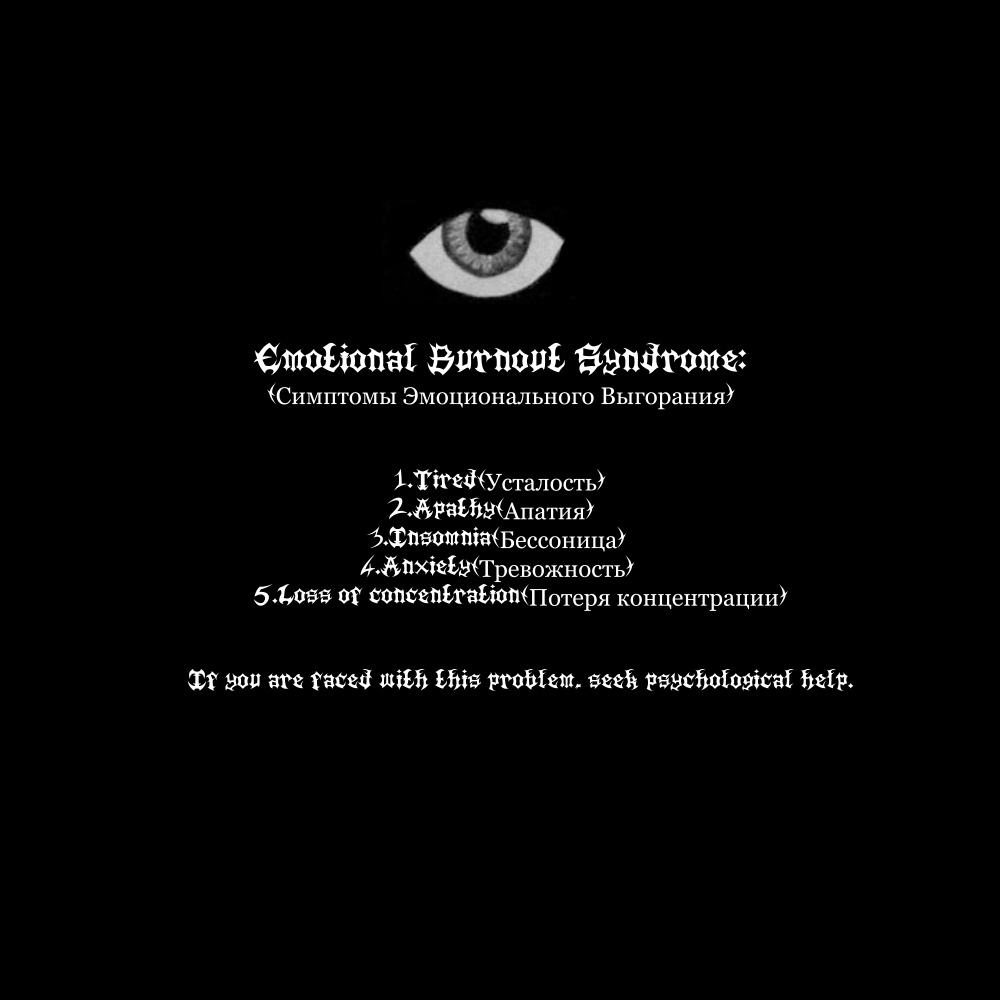 Emotional Burnout Syndrome:
(Симптомы Эмоционального Выгорания)
1.Tired(Усталость)
2.Apathy(Апатия)
3.Insomnia(Бессоница)
4.Anxiety(Тревожность)
5.Loss of concentration(Потеря концентрации)
If you are faced with this problem. seek psychological help.